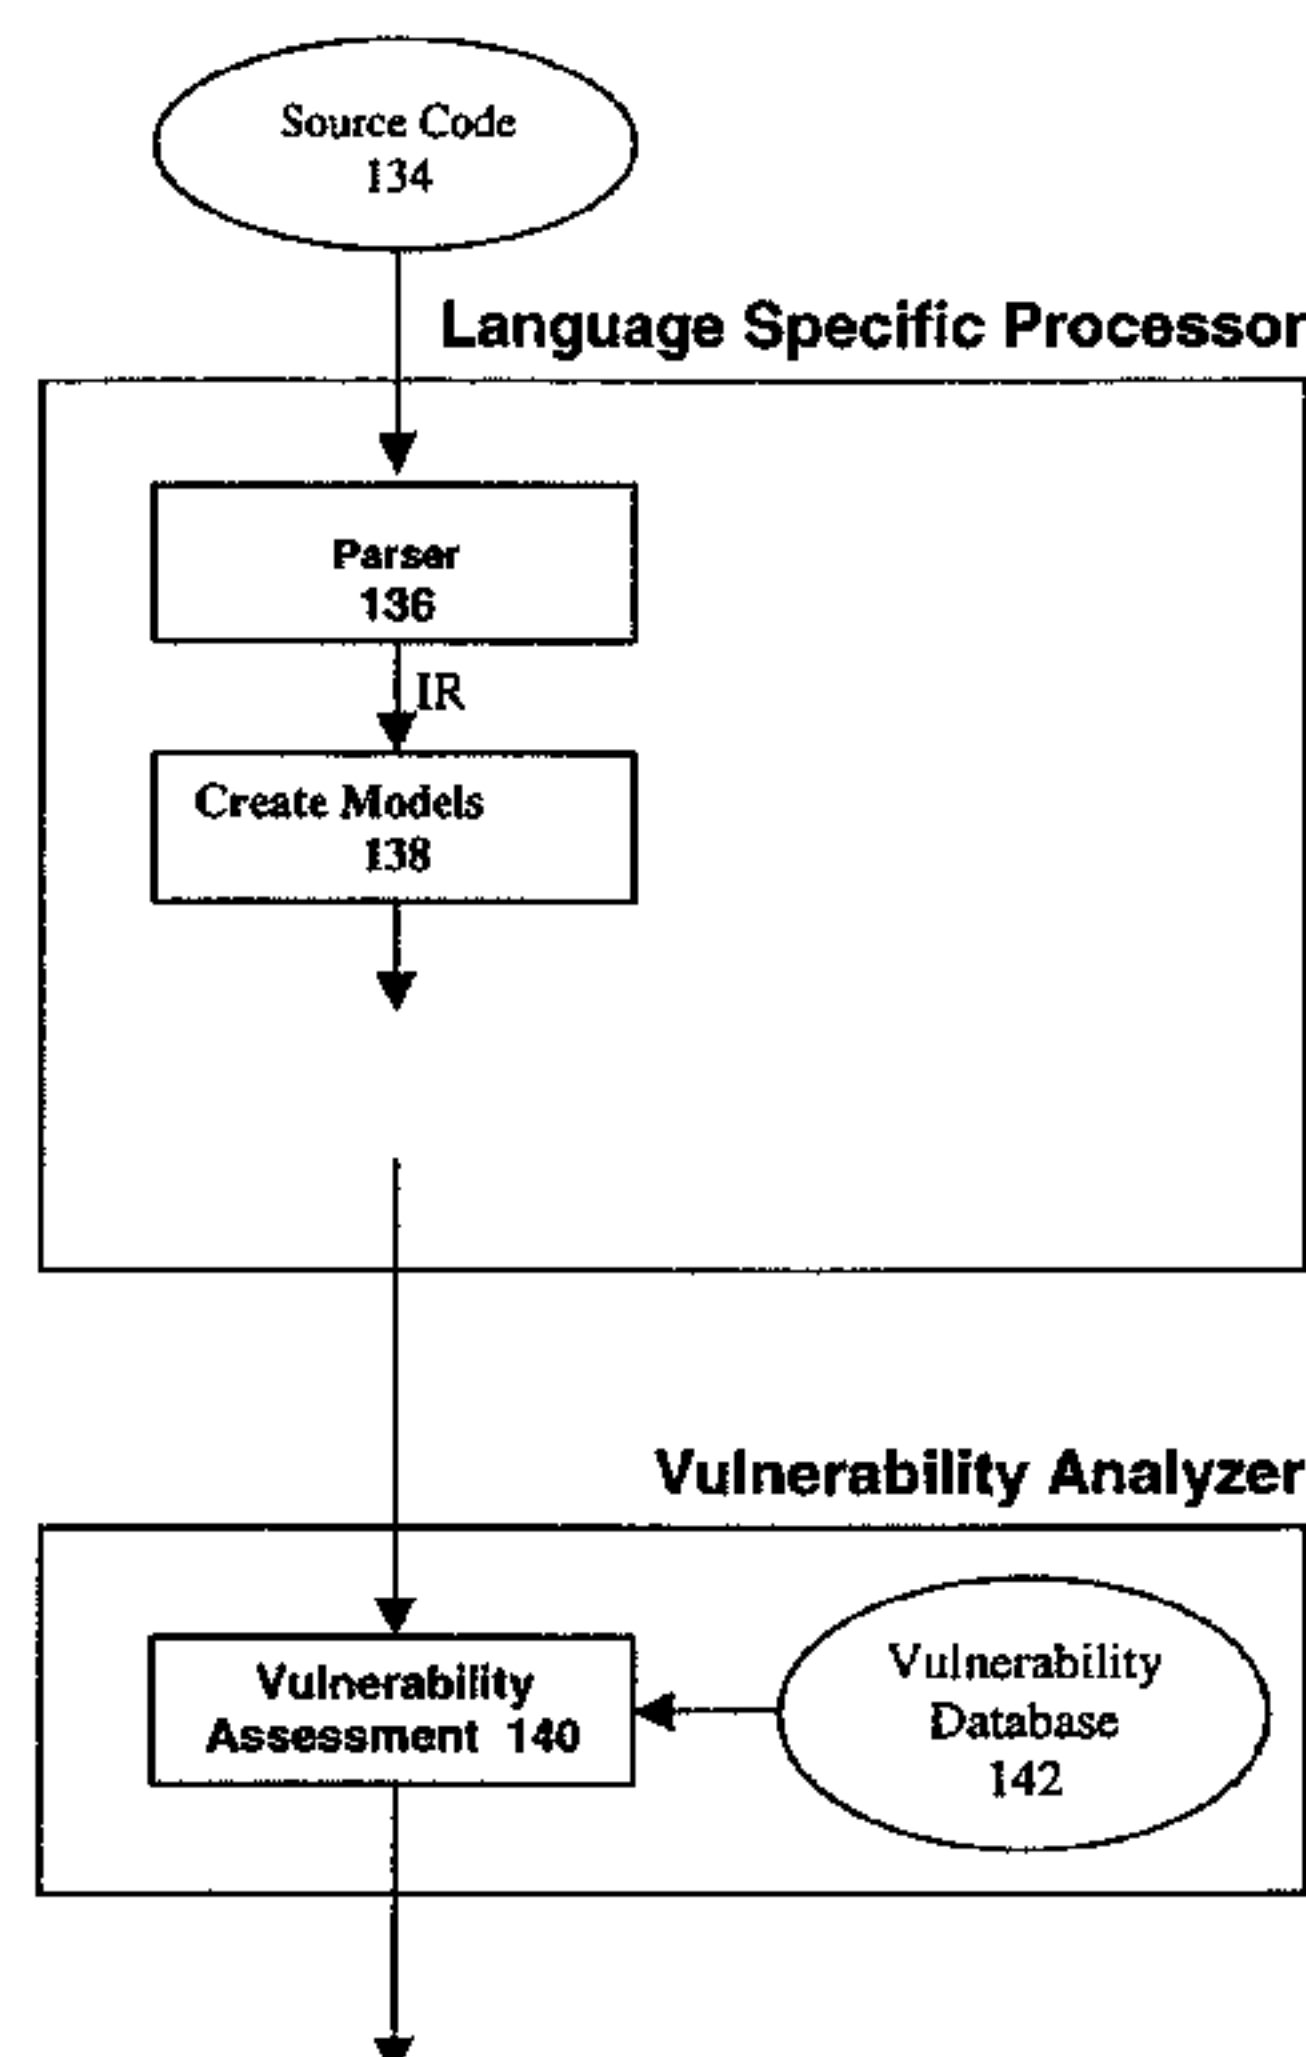 Source Code
134
Language Specific Processor
Parser
136
IR
Create Models
138
Vulnerability Analyzer
Vulnerability
Assessment 140
Vulnerability
Database
142